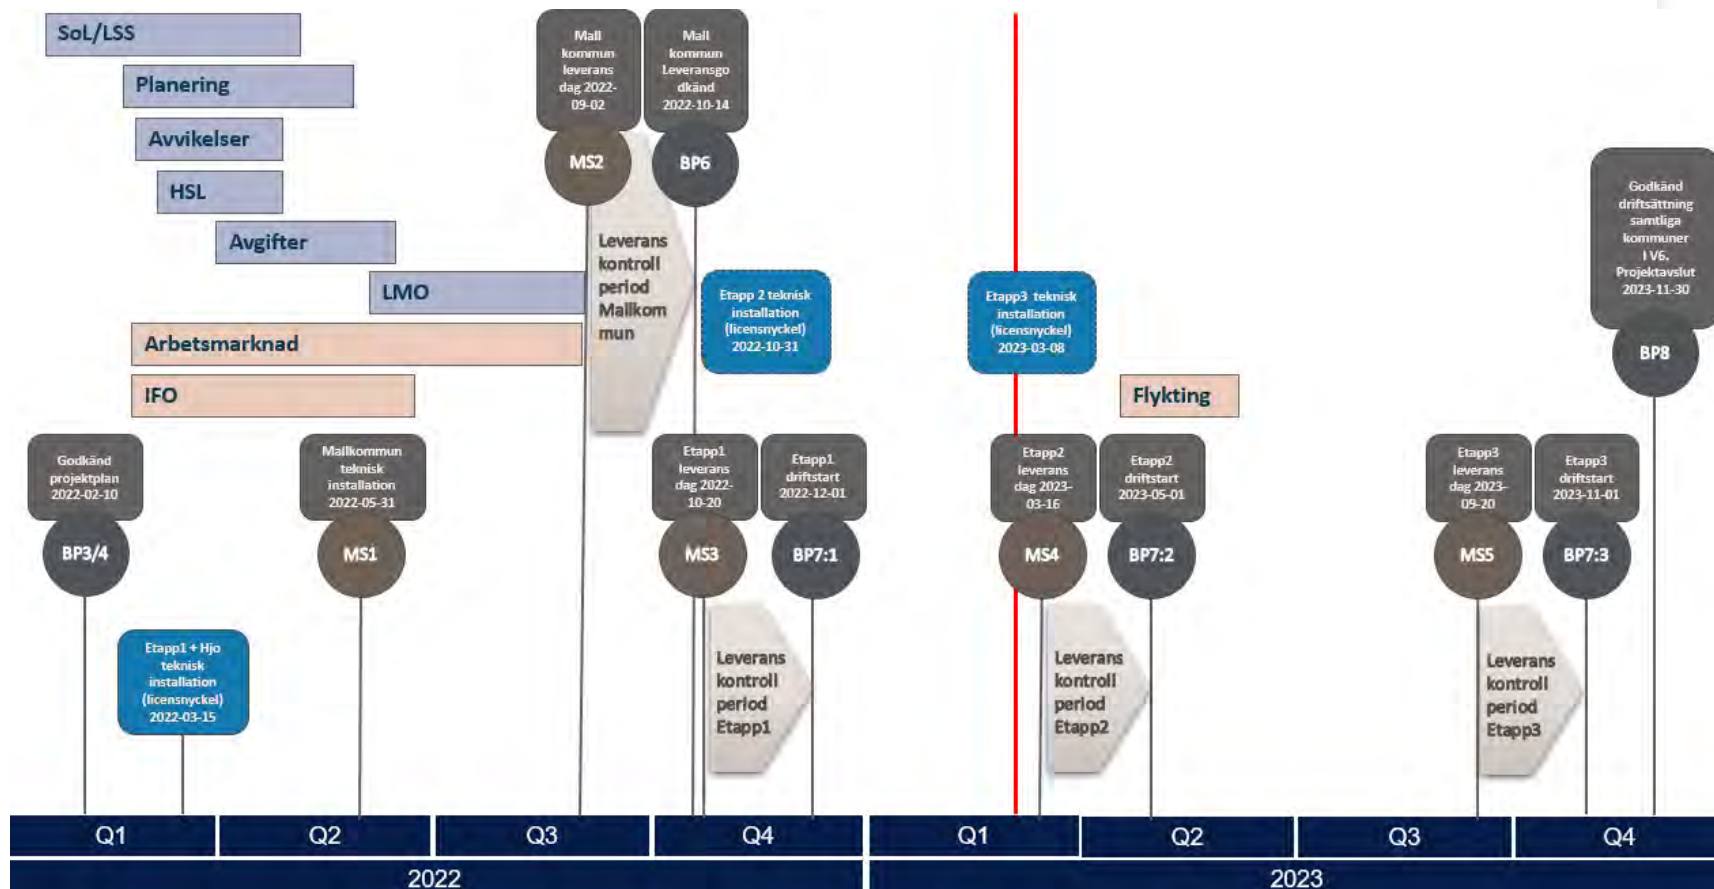 SoL/LSS
Planering
Avvikelser
HSL
Avgifter
LMO
Arbetsmarknad
IFO
Mall
kommun
leverans
dag 2022-
09-02
MS2
Mall
kommun
Leveransgo
dkänd
2022-10-14
BP6
Leverans
kontroll
period
Mallkom
mun
Etapp 2 teknisk
installation
(licensnyckel)
2022-10-31
Etapp3 teknisk
installation
(licensnyckel)
2023-03-08
Flykting
Godkänd
driftsättning
samtliga
kommuner
I V6.
Projektavslut
2023-11-30
BP8
Godkänd
projektplan
2022-02-10
BP3/4
Mallkommun
teknisk
installation
2022-05-31
MS1
Etapp1
leverans
dag 2022-
10-20
MS3
Etapp1
driftstart
2022-12-01
BP7:1
Etapp2
leverans
dag 2023-
03-16
MS4
Etapp2
driftstart
2023-05-01
BP7:2
Etapp3
leverans
dag 2023-
09-20
MS5
Etapp3
driftstart
2023-11-01
BP7:3
Etapp1 + Hjo
teknisk
installation
(licensnyckel)
2022-03-15
Leverans
kontroll
period
Etapp1
Leverans
kontroll
period
Etapp2
Leverans
kontroll
period
Etapp3
Q1
Q2
Q3
Q4
Q1
Q2
Q3
Q4
2022
2023